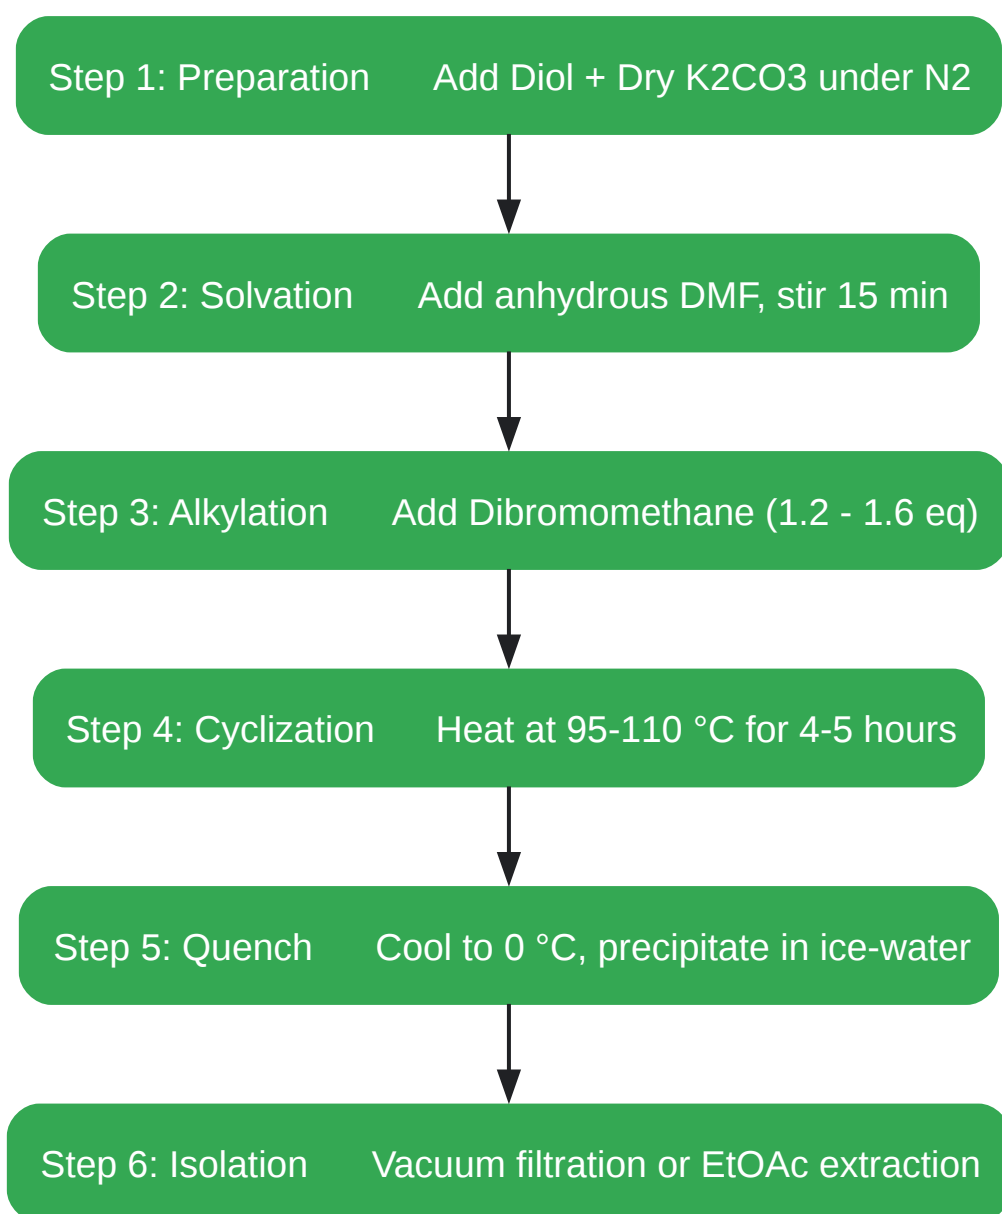 Step 1: Preparation Add Diol + Dry K2CO3 under N2
Step 2: Solvation Add anhydrous DMF, stir 15 min
Step 3: Alkylation Add Dibromomethane (1.2 - 1.6 eq)
Step 4: Cyclization Heat at 95-110 °C for 4-5 hours
Step 5: Quench Cool to 0 °C, precipitate in ice-water
Step 6: Isolation Vacuum filtration or EtOAc extraction